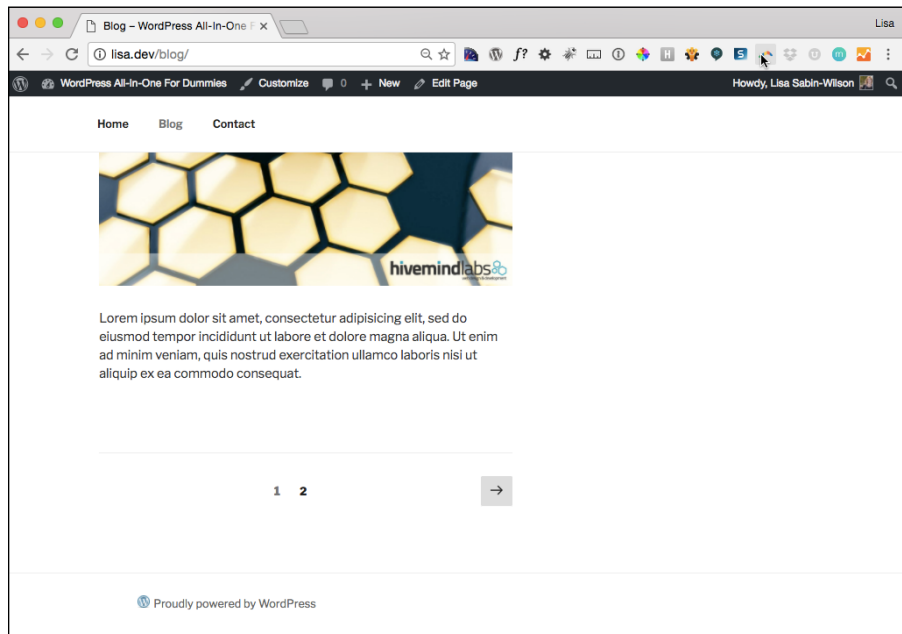 Blog – WordPress All-In-One F
Lisa
lisa.dev/blog/
f?
H
S
m
WordPress All-In-One For Dummies Customize 0 New Edit Page
Howdy, Lisa Sabin-Wilson
Home Blog Contact
hivemindlabs
Lorem ipsum dolor sit amet, consectetur adipisicing elit, sed do
eiusmod tempor incididunt ut labore et dolore magna aliqua. Ut enim
ad minim veniam, quis nostrud exercitation ullamco laboris nisi ut
aliquip ex ea commodo consequat.
1 2
Proudly powered by WordPress